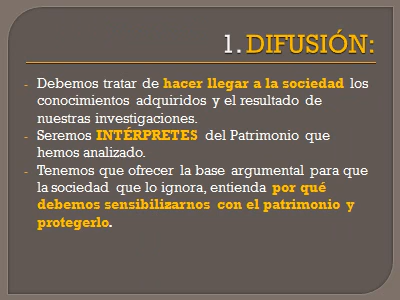 1. DIFUSIÓN:
- Debemos tratar de hacer llegar a la sociedad los
conocimientos adquiridos y el resultado de
nuestras investigaciones.
- Seremos INTÉRPRETES del Patrimonio que
hemos analizado.
- Tenemos que ofrecer la base argumental para que
la sociedad que lo ignora, entienda por qué
debemos sensibilizarnos con el patrimonio y
protegerlo.